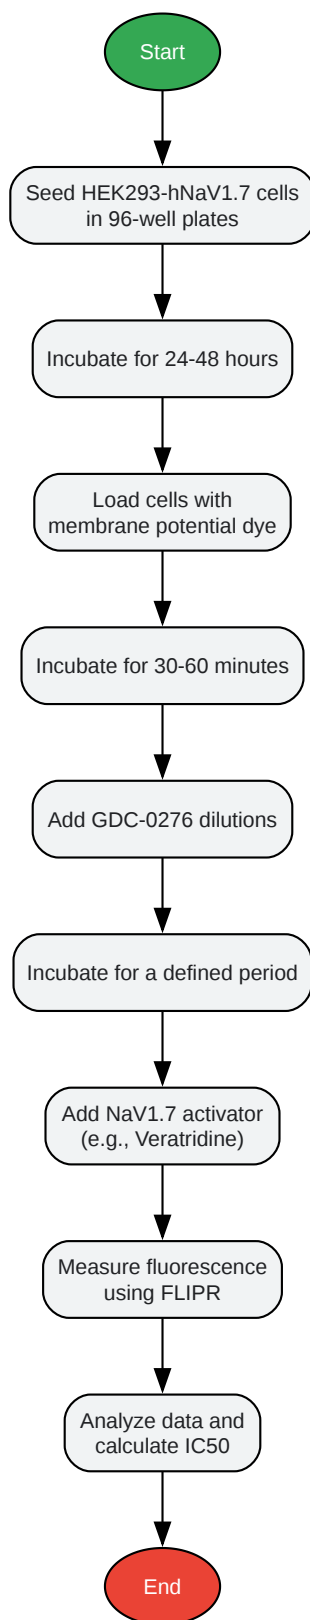 Start
Seed HEK293-hNaV1.7 cells
in 96-well plates
Incubate for 24-48 hours
Load cells with
membrane potential dye
Incubate for 30-60 minutes
Add GDC-0276 dilutions
Incubate for a defined period
Add NaV1.7 activator
(e.g., Veratridine)
Measure fluorescence
using FLIPR
Analyze data and
calculate IC50
End